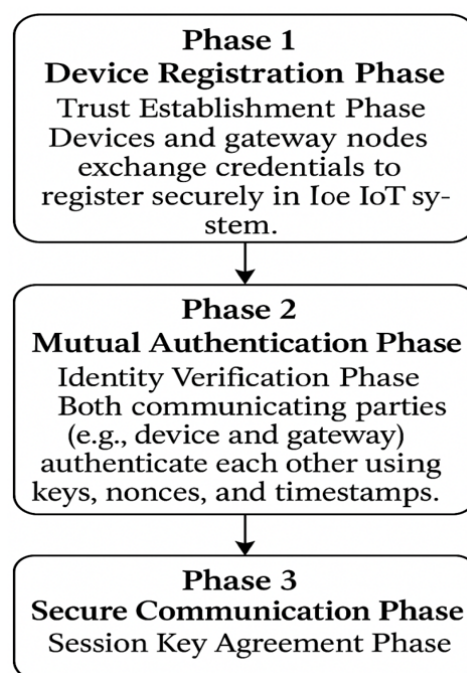 Phase 1
Device Registration Phase
Trust Establishment Phase
Devices and gateway nodes
exchange credentials to
register securely in Ioe IoT sy-
stem.
Phase 2
Mutual Authentication Phase
Identity Verification Phase
Both communicating parties
(e.g., device and gateway)
authenticate each other using
keys, nonces, and timestamps.
Phase 3
Secure Communication Phase
Session Key Agreement Phase